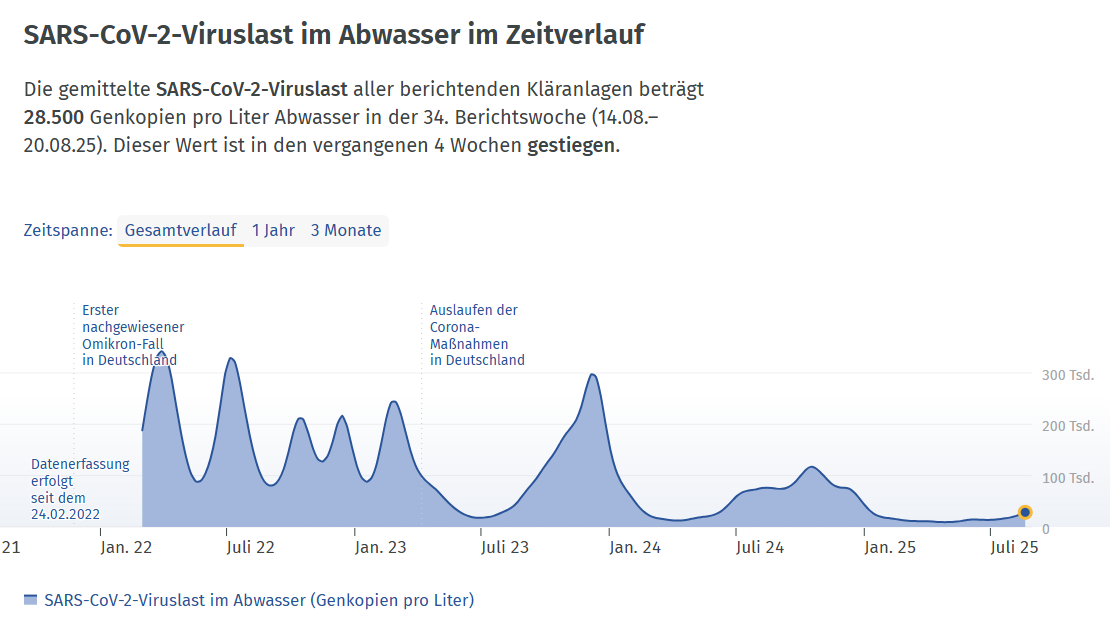 SARS-CoV-2-Viruslast im Abwasser im Zeitverlauf
Die gemittelte SARS-CoV-2-Viruslast aller berichtenden Kläranlagen beträgt
28.500 Genkopien pro Liter Abwasser in der 34. Berichtswoche (14.08.–
20.08.25). Dieser Wert ist in den vergangenen 4 Wochen gestiegen.
Zeitspanne: Gesamtverlauf 1 Jahr 3 Monate
Erster
nachgewiesener
Omikron-Fall
in Deutschland
Auslaufen der
Corona-
Maßnahmen
in Deutschland
300 Tsd.
200 Tsd.
100 Tsd.
0
Datenerfassung
erfolgt
seit dem
24.02.2022
21 Jan. 22 Juli 22 Jan. 23 Juli 23 Jan. 24 Juli 24 Jan. 25 Juli 25
SARS-CoV-2-Viruslast im Abwasser (Genkopien pro Liter)